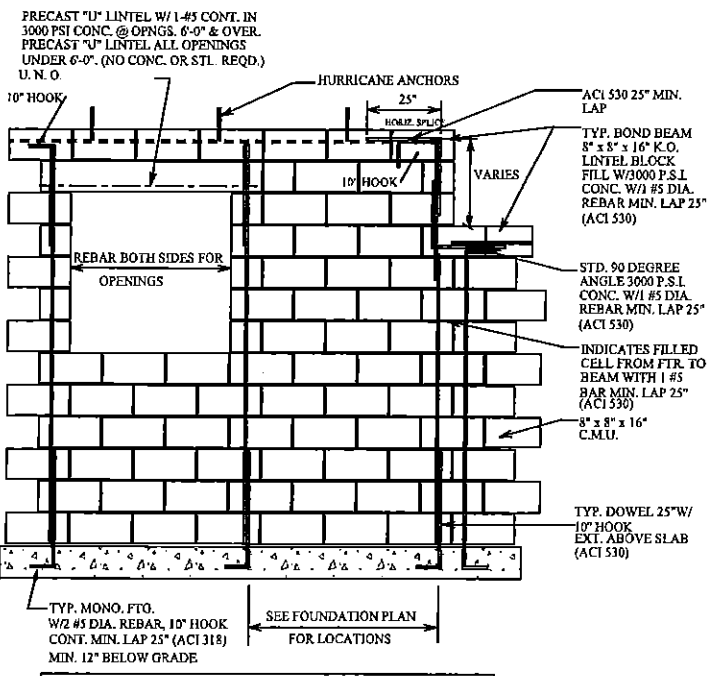 PRECAST "U" LINTEL W/ 1-#5 CONT. IN
3000 PSI CONC. @ OPNGS. 6'-0" & OVER.
PRECAST "U" LINTEL ALL OPENINGS
UNDER 6'-0". (NO CONC. OR STL. REQD.)
U. N. O.
10" HOOK
HURRICANE ANCHORS
25"
HORIZ. SPLICE
ACI 530 25" MIN.
LAP
TYP. BOND BEAM
8" x 8" x 16" K.O.
LINTEL BLOCK
FILL W/3000 P.S.I.
CONC. W/1 #5 DIA.
REBAR MIN. LAP 25"
(ACI 530)
VARIES
10" HOOK
REBAR BOTH SIDES FOR
OPENINGS
STD. 90 DEGREE
ANGLE 3000 P.S.I.
CONC. W/1 #5 DIA.
REBAR MIN. LAP 25"
(ACI 530)
INDICATES FILLED
CELL FROM FTR. TO
BEAM WITH 1 #5
BAR MIN. LAP 25"
(ACI 530)
8" x 8" x 16"
C.M.U.
TYP. DOWEL 25"W/
10" HOOK
EXT. ABOVE SLAB
(ACI 530)
TYP. MONO. FTG.
W/2 #5 DIA. REBAR, 10" HOOK
CONT. MIN. LAP 25" (ACI 318)
MIN. 12" BELOW GRADE
SEE FOUNDATION PLAN
FOR LOCATIONS